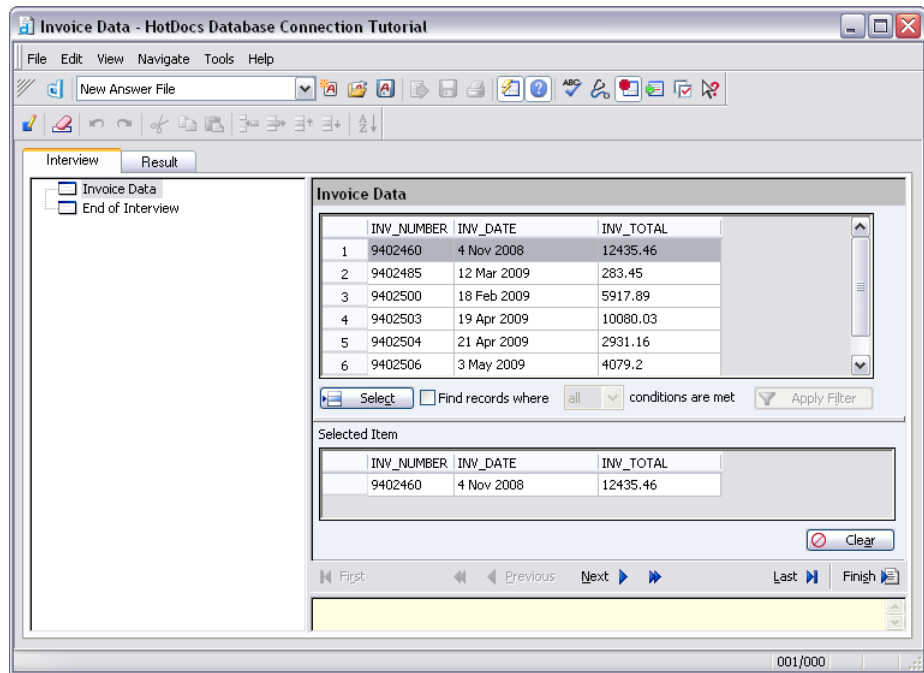 Invoice Data - HotDocs Database Connection Tutorial
File Edit View Navigate Tools Help
New Answer File
Interview Result
Invoice Data
End of Interview
Invoice Data
INV_NUMBER INV_DATE INV_TOTAL
1 9402460 4 Nov 2008 12435.46
2 9402485 12 Mar 2009 283.45
3 9402500 18 Feb 2009 5917.89
4 9402503 19 Apr 2009 10080.03
5 9402504 21 Apr 2009 2931.16
6 9402506 3 May 2009 4079.2
Select Find records where all conditions are met Apply Filter
Selected Item
INV_NUMBER INV_DATE INV_TOTAL
9402460 4 Nov 2008 12435.46
Clear
First Previous Next Last Finish
001/000